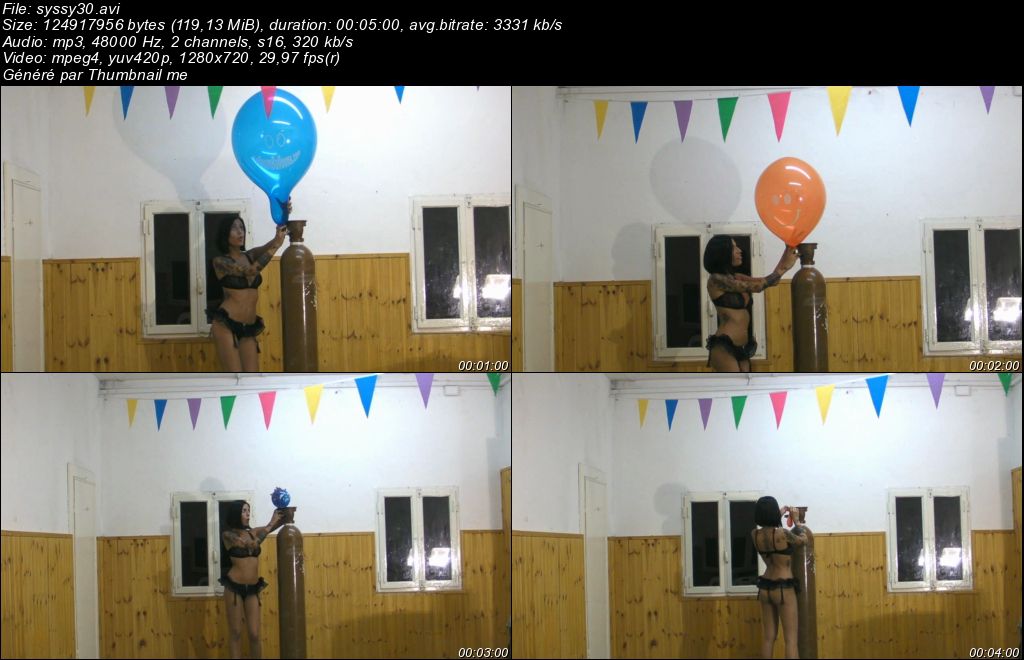 File: syssy30.avi
Size: 124917956 bytes (119,13 MiB), duration: 00:05:00, avg.bitrate: 3331 kb/s
Audio: mp3, 48000 Hz, 2 channels, s16, 320 kb/s
Video: mpeg4, yuv420p, 1280x720, 29,97 fps(r)
Généré par Thumbnail me
00:01:00
00:02:00
00:03:00
00:04:00